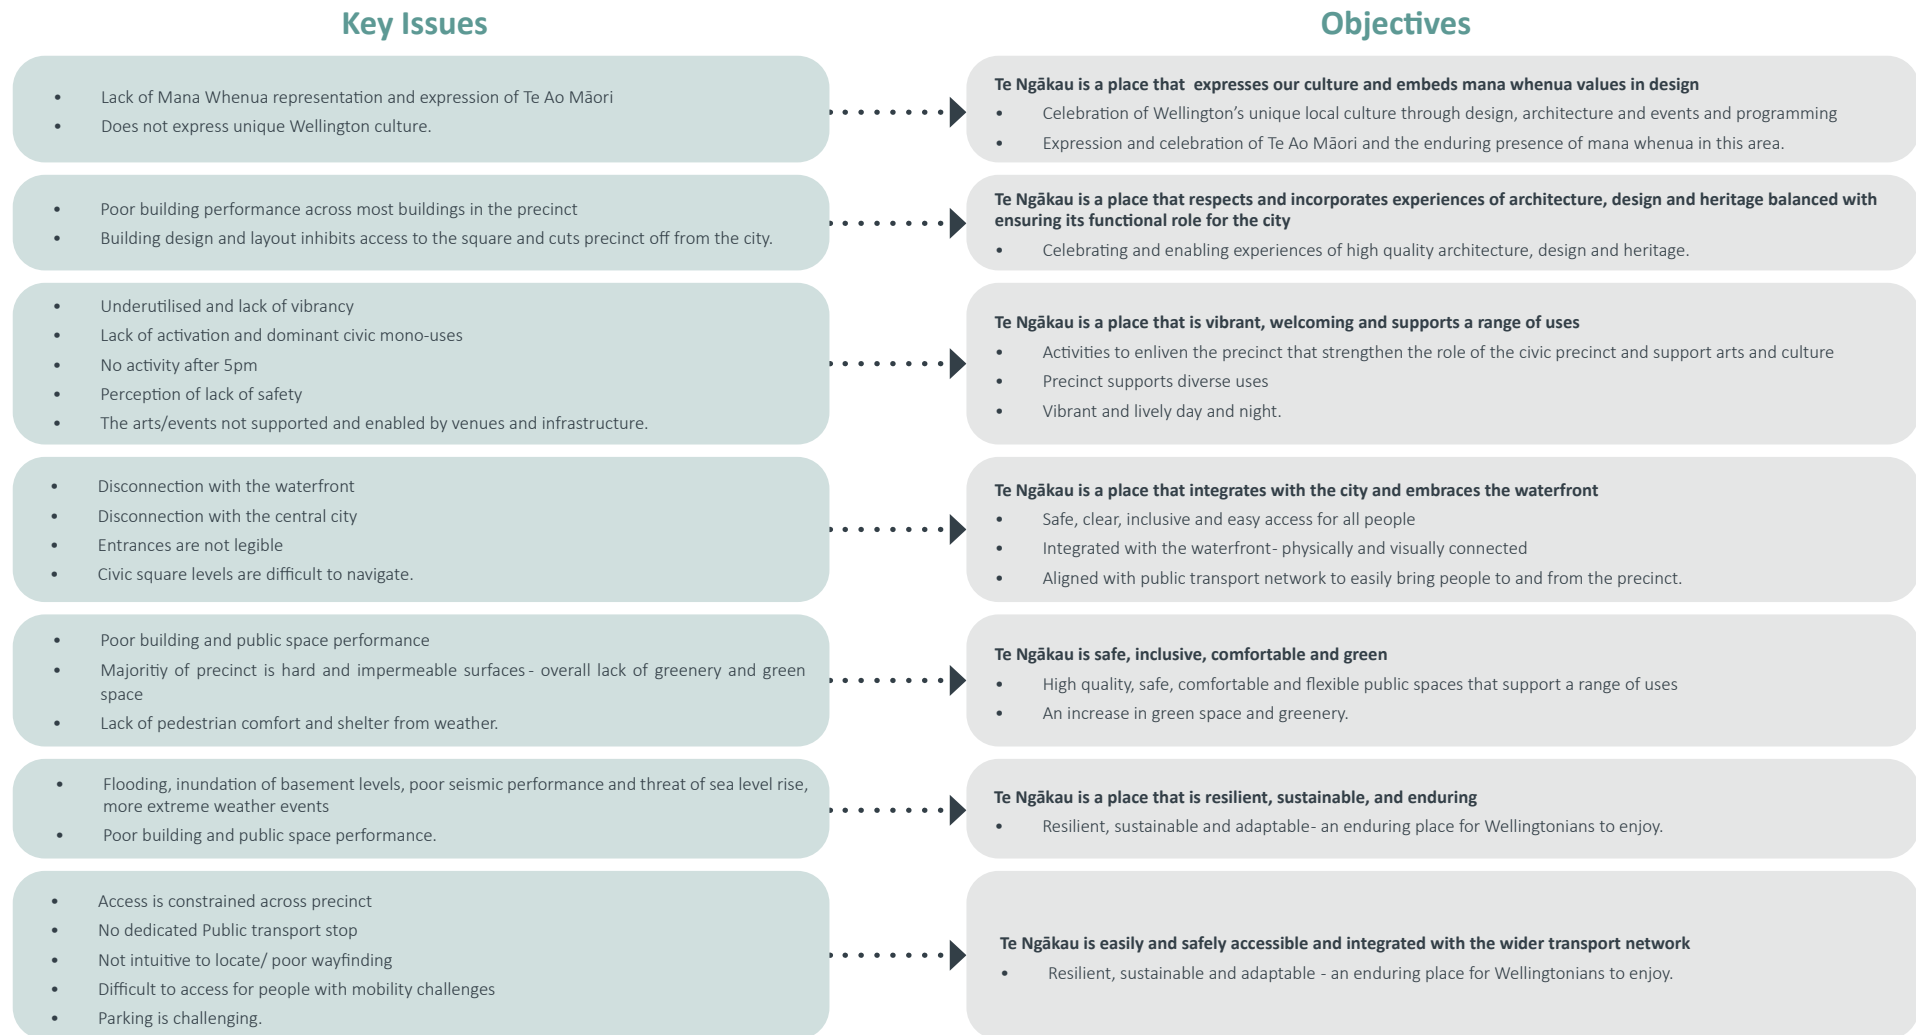 Key Issues
Objectives
• Lack of Mana Whenua representation and expression of Te Ao Māori
• Does not express unique Wellington culture.
Te Ngākau is a place that expresses our culture and embeds mana whenua values in design
• Celebration of Wellington's unique local culture through design, architecture and events and programming
• Expression and celebration of Te Ao Māori and the enduring presence of mana whenua in this area.
• Poor building performance across most buildings in the precinct
• Building design and layout inhibits access to the square and cuts precinct off from the city.
Te Ngākau is a place that respects and incorporates experiences of architecture, design and heritage balanced with
ensuring its functional role for the city
• Celebrating and enabling experiences of high quality architecture, design and heritage.
• Underutilised and lack of vibrancy
• Lack of activation and dominant civic mono-uses
• No activity after 5pm
• Perception of lack of safety
• The arts/events not supported and enabled by venues and infrastructure.
Te Ngākau is a place that is vibrant, welcoming and supports a range of uses
• Activities to enliven the precinct that strengthen the role of the civic precinct and support arts and culture
• Precinct supports diverse uses
• Vibrant and lively day and night.
• Disconnection with the waterfront
• Disconnection with the central city
• Entrances are not legible
• Civic square levels are difficult to navigate.
Te Ngākau is a place that integrates with the city and embraces the waterfront
• Safe, clear, inclusive and easy access for all people
• Integrated with the waterfront- physically and visually connected
• Aligned with public transport network to easily bring people to and from the precinct.
• Poor building and public space performance
• Majoritiy of precinct is hard and impermeable surfaces - overall lack of greenery and green
space
• Lack of pedestrian comfort and shelter from weather.
Te Ngākau is safe, inclusive, comfortable and green
• High quality, safe, comfortable and flexible public spaces that support a range of uses
• An increase in green space and greenery.
• Flooding, inundation of basement levels, poor seismic performance and threat of sea level rise,
more extreme weather events
• Poor building and public space performance.
Te Ngākau is a place that is resilient, sustainable, and enduring
• Resilient, sustainable and adaptable- an enduring place for Wellingtonians to enjoy.
• Access is constrained across precinct
• No dedicated Public transport stop
• Not intuitive to locate/ poor wayfinding
• Difficult to access for people with mobility challenges
• Parking is challenging.
Te Ngākau is easily and safely accessible and integrated with the wider transport network
• Resilient, sustainable and adaptable - an enduring place for Wellingtonians to enjoy.